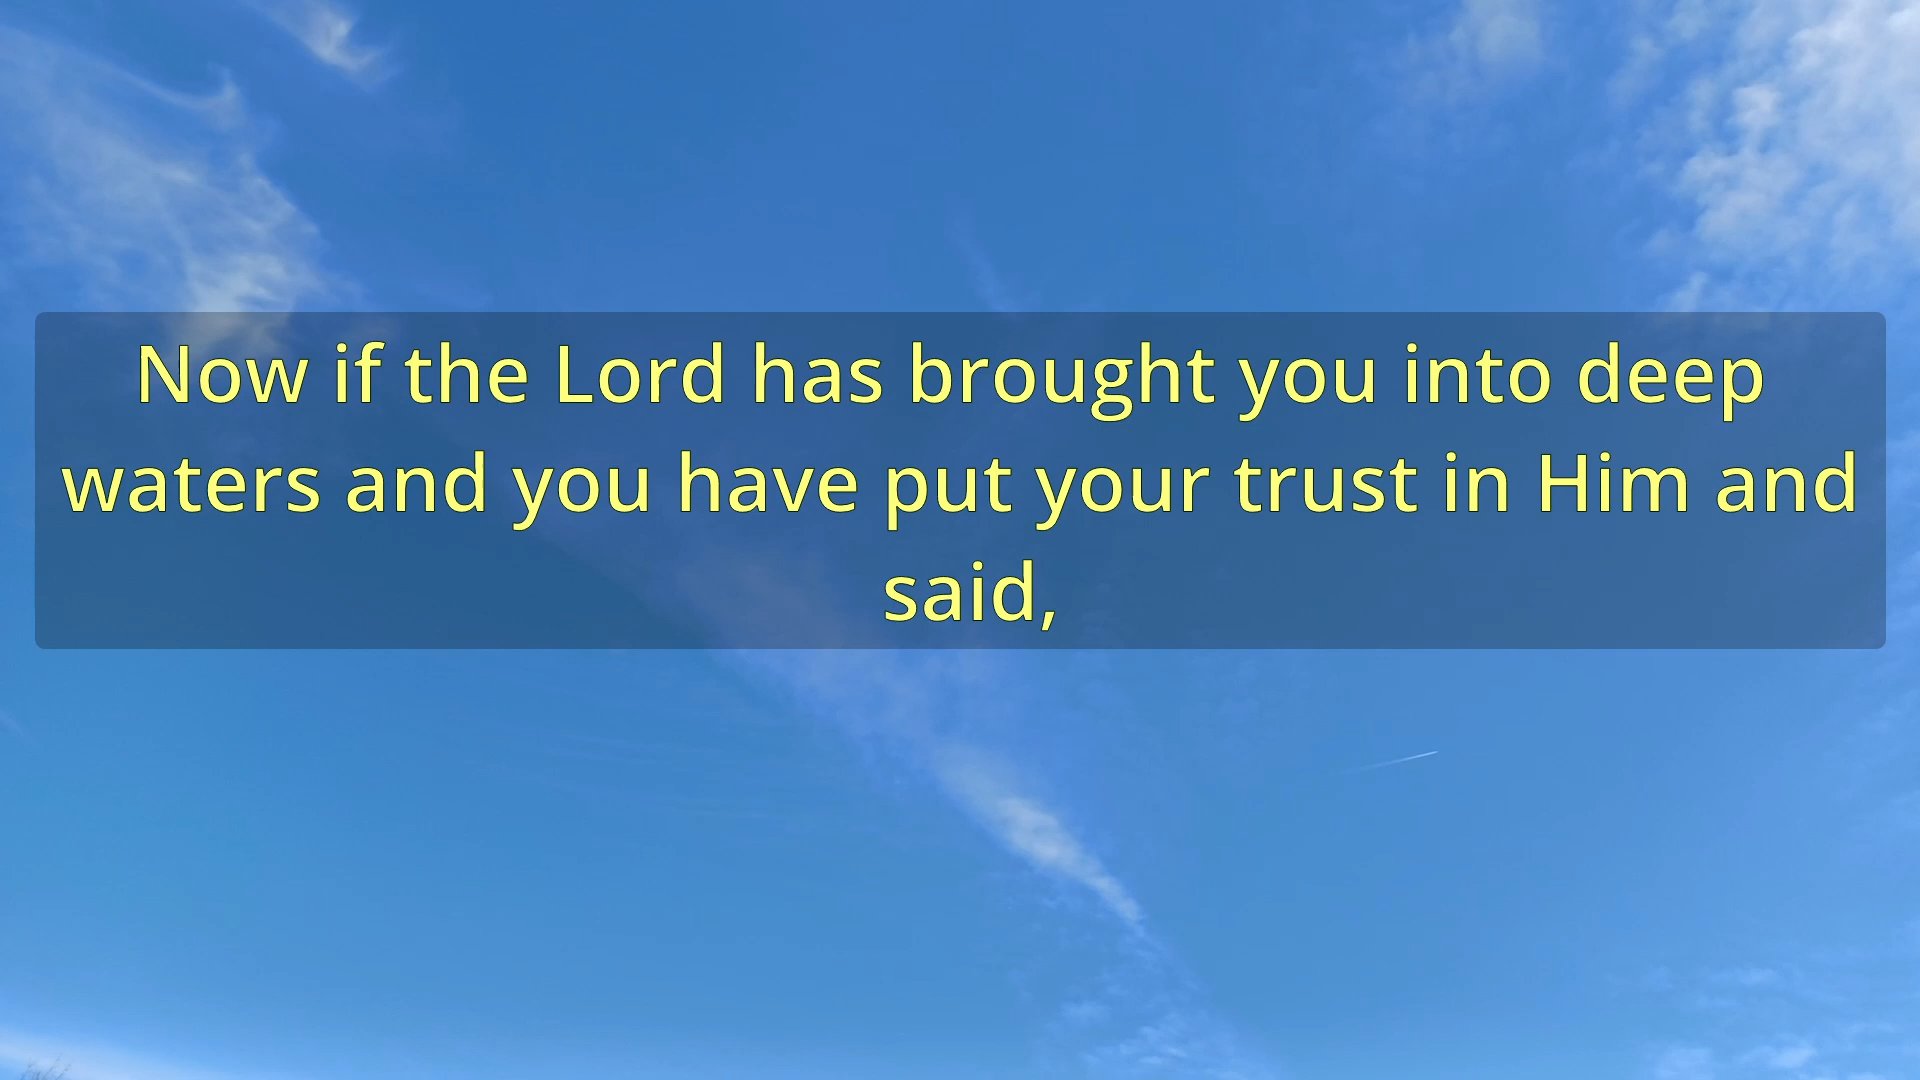 Now if the Lord has brought you into deep
waters and you have put your trust in Him and
said,